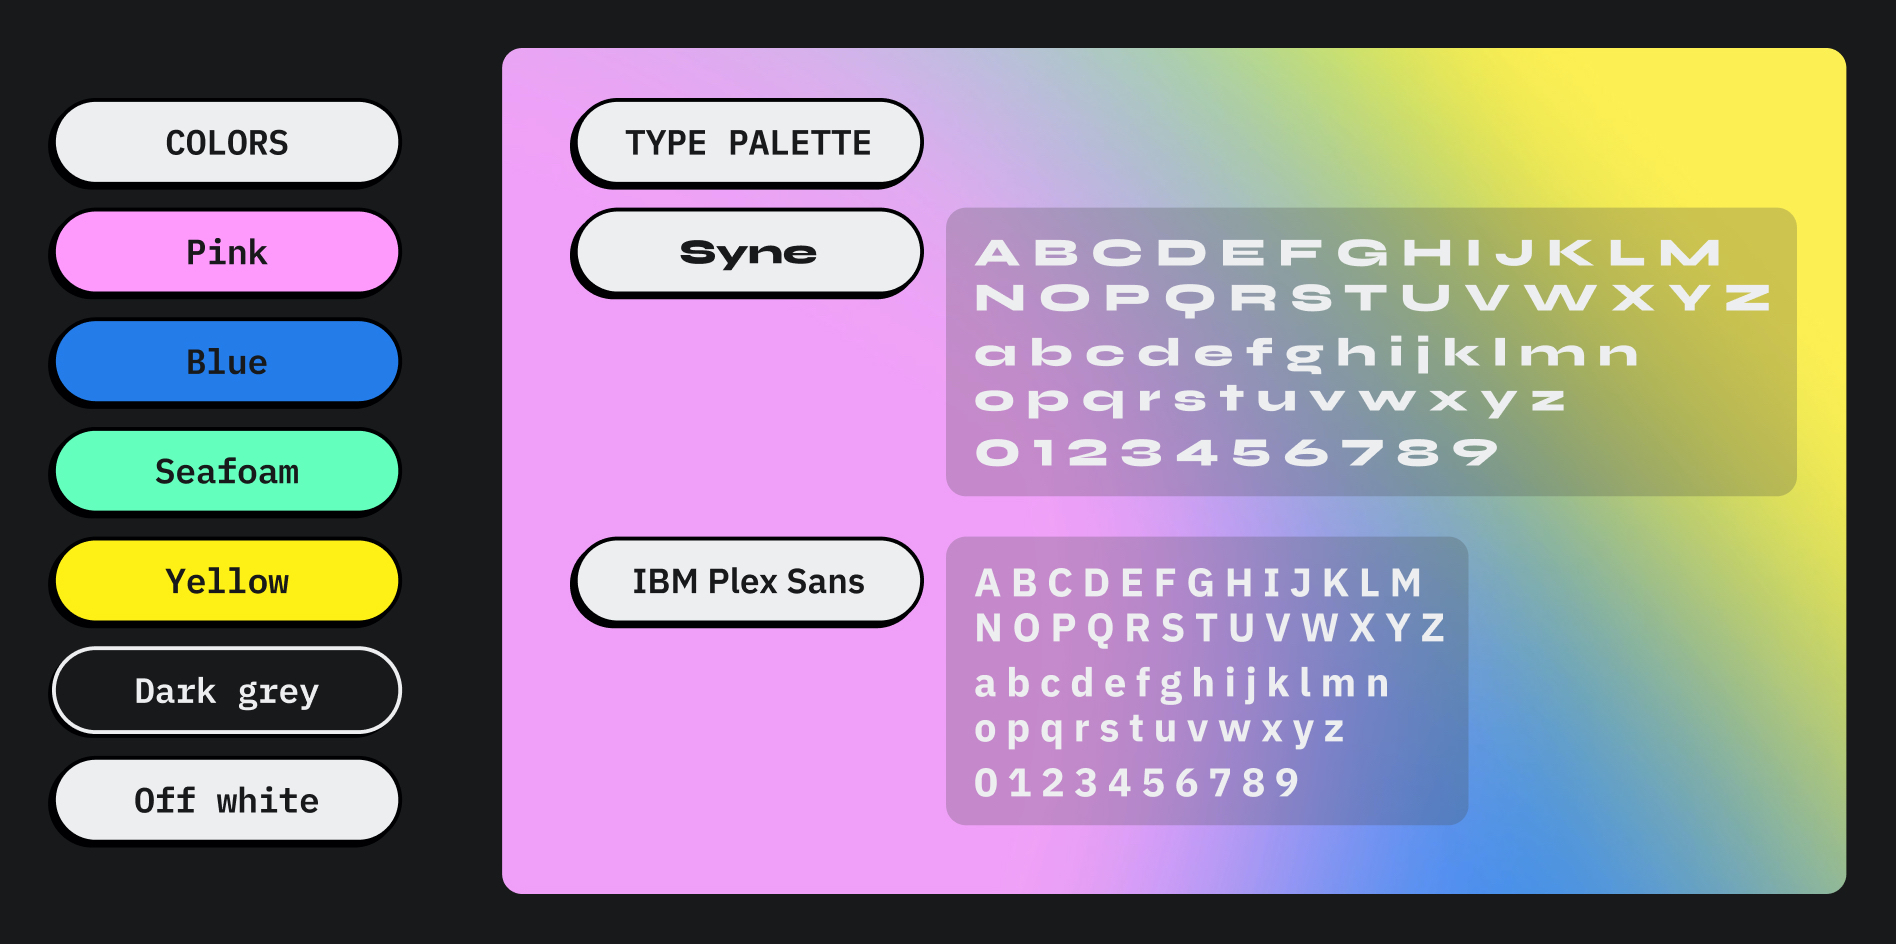 COLORS
Pink
Blue
Seafoam
Yellow
Dark grey
Off white
TYPE PALETTE
Syne
A B C D E F G H I J K L M
N O P Q R S T U V W X Y Z
a b c d e f g h i j k l m n
o p q r s t u v w x y z
0 1 2 3 4 5 6 7 8 9
IBM Plex Sans
A B C D E F G H I J K L M
N O P Q R S T U V W X Y Z
a b c d e f g h i j k l m n
o p q r s t u v w x y z
0 1 2 3 4 5 6 7 8 9